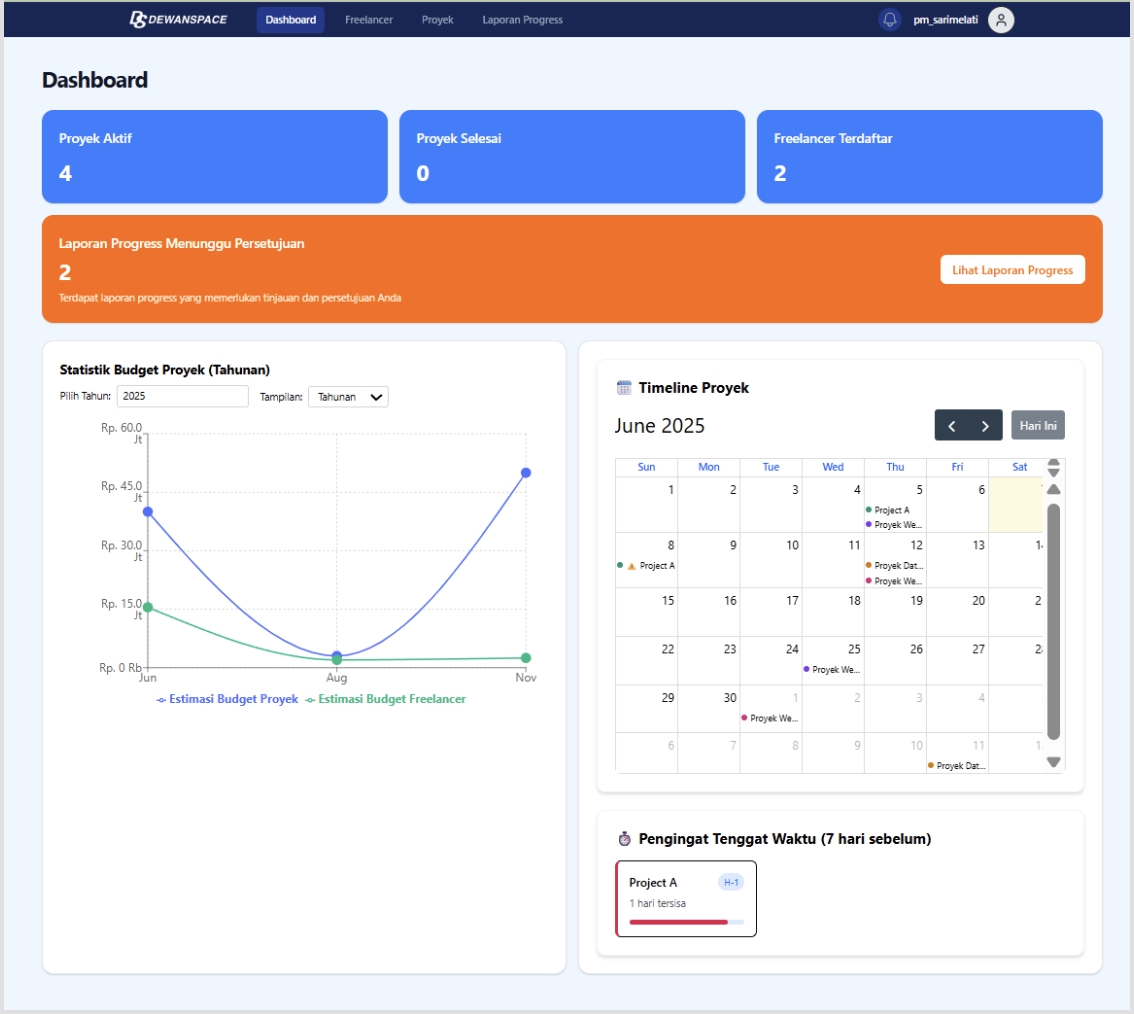 DEWANSPACE Dashboard Freelancer Proyek Laporan Progress pm_sarimelati
Dashboard
Proyek Aktif
4
Proyek Selesai
0
Freelancer Terdaftar
2
Laporan Progress Menunggu Persetujuan
2
Terdapat laporan progress yang memerlukan tinjauan dan persetujuan Anda
Lihat Laporan Progress
Statistik Budget Proyek (Tahunan)
Pilih Tahun: 2025 Tampilan: Tahunan
Rp. 60.0
Jt
Rp. 45.0
Jt
Rp. 30.0
Jt
Rp. 15.0
Jt
Rp. 0 Rb
Jun Aug Nov
Estimasi Budget Proyek Estimasi Budget Freelancer
Timeline Proyek
June 2025
Hari Ini
Sun Mon Tue Wed Thu Fri Sat
1 2 3 4 5 6
Project A
Proyek We...
8 9 10 11 12 13
Project A Proyek Dat...
Proyek We...
15 16 17 18 19 20
22 23 24 25 26 27
Proyek We...
29 30 1 2 3 4
Proyek We...
6 7 8 9 10 11
Proyek Dat...
Pengingat Tenggat Waktu (7 hari sebelum)
Project A H-1
1 hari tersisa